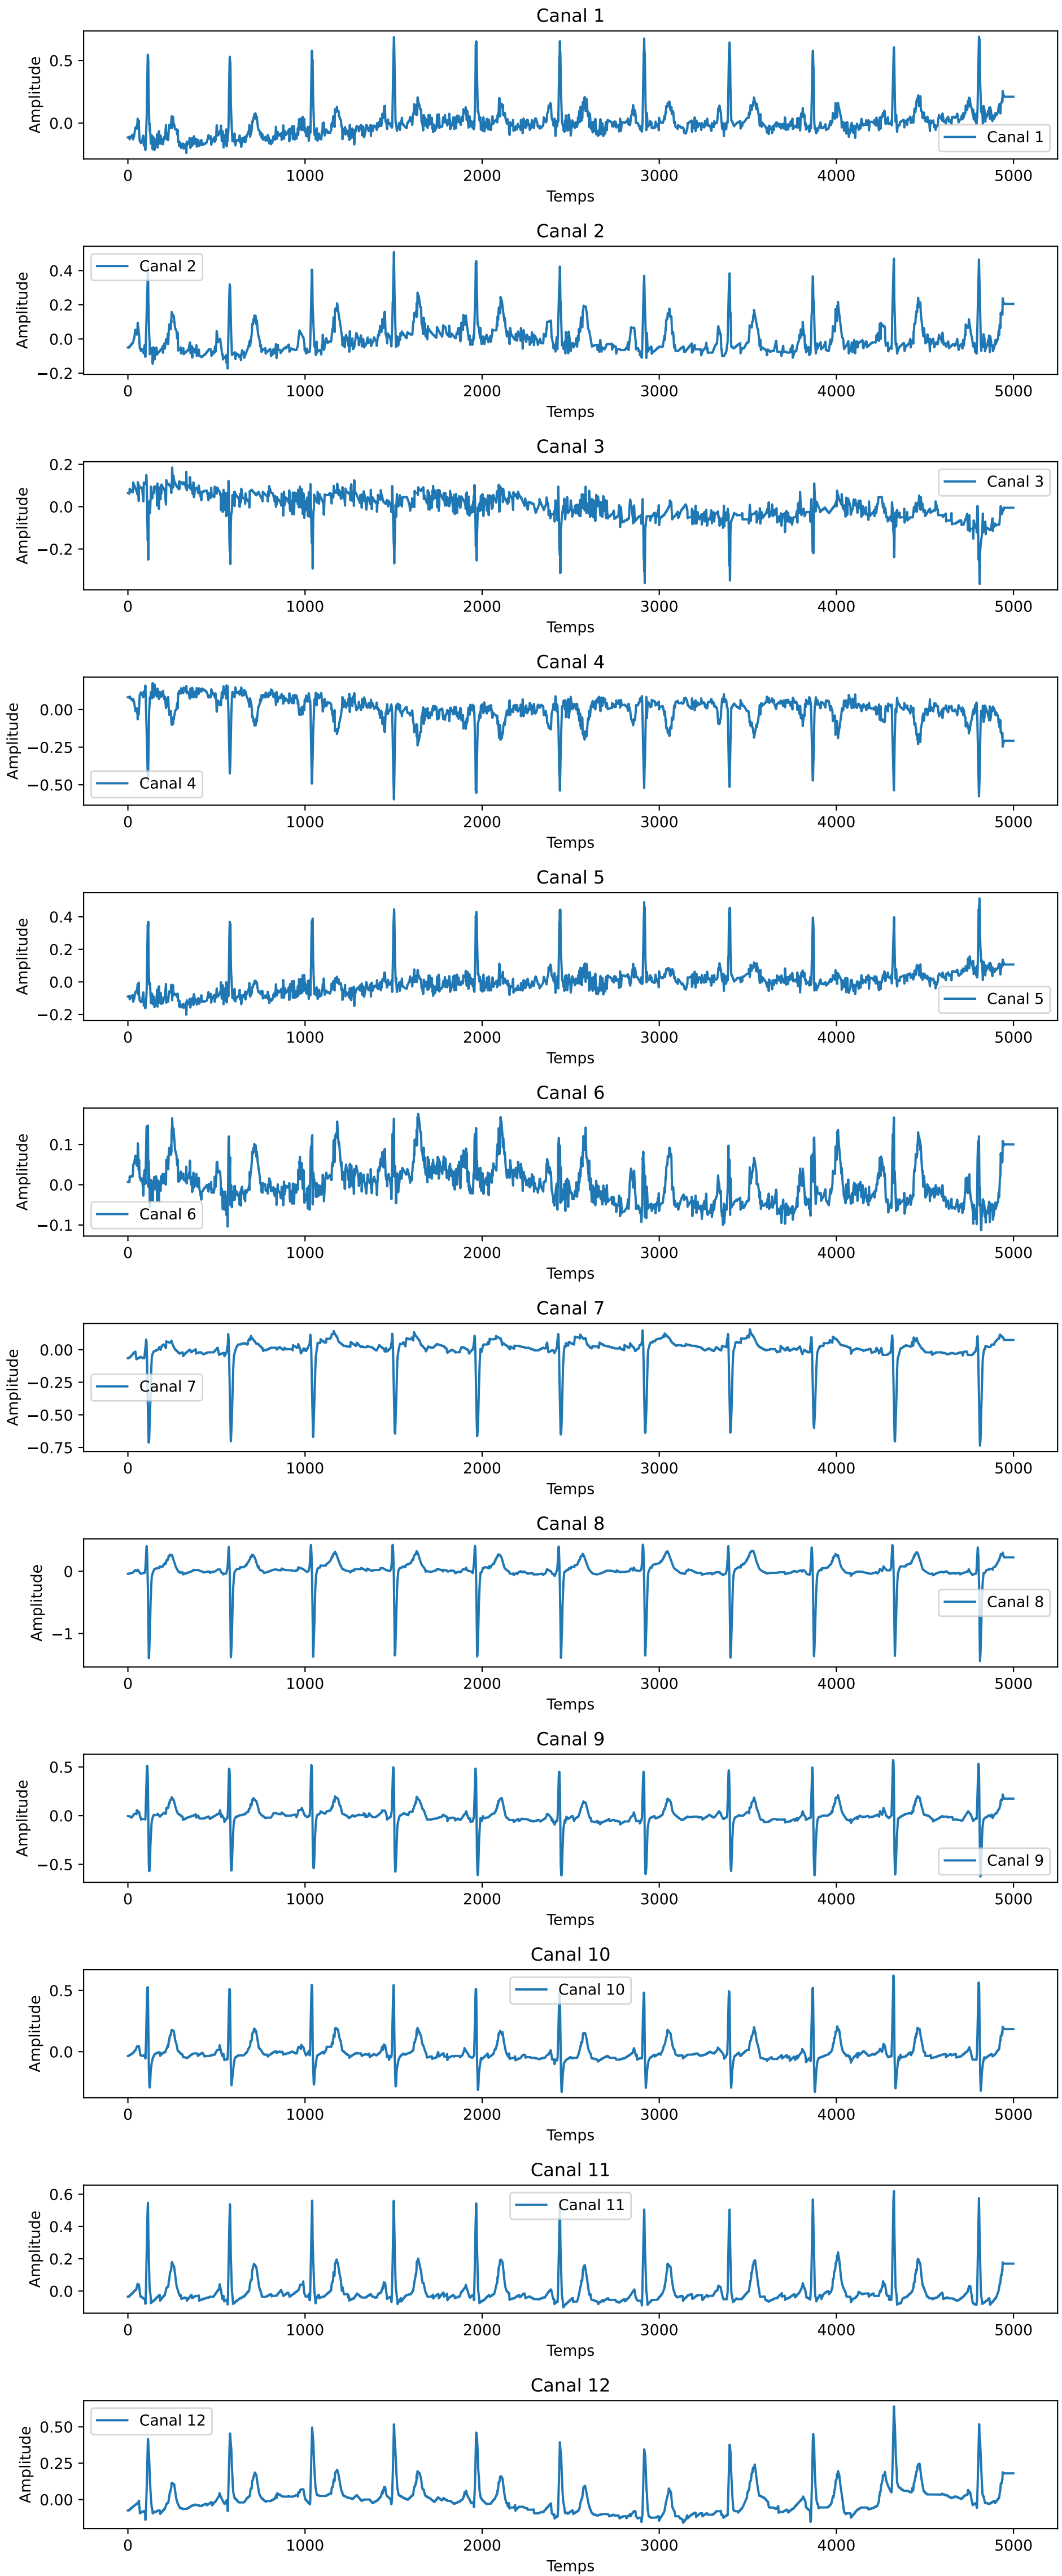 Canal 1
Amplitude
0.5
0.0
Canal 1
0 1000 2000 3000 4000 5000
Temps
Canal 2
Amplitude
0.4
0.2
0.0
−0.2
Canal 2
0 1000 2000 3000 4000 5000
Temps
Canal 3
Amplitude
0.2
0.0
−0.2
Canal 3
0 1000 2000 3000 4000 5000
Temps
Canal 4
Amplitude
0.00
−0.25
−0.50
Canal 4
0 1000 2000 3000 4000 5000
Temps
Canal 5
Amplitude
0.4
0.2
0.0
−0.2
Canal 5
0 1000 2000 3000 4000 5000
Temps
Canal 6
Amplitude
0.1
0.0
−0.1
Canal 6
0 1000 2000 3000 4000 5000
Temps
Canal 7
Amplitude
0.00
−0.25
−0.50
−0.75
Canal 7
0 1000 2000 3000 4000 5000
Temps
Canal 8
Amplitude
0
−1
Canal 8
0 1000 2000 3000 4000 5000
Temps
Canal 9
Amplitude
0.5
0.0
−0.5
Canal 9
0 1000 2000 3000 4000 5000
Temps
Canal 10
Amplitude
0.5
0.0
Canal 10
0 1000 2000 3000 4000 5000
Temps
Canal 11
Amplitude
0.6
0.4
0.2
0.0
Canal 11
0 1000 2000 3000 4000 5000
Temps
Canal 12
Amplitude
0.50
0.25
0.00
Canal 12
0 1000 2000 3000 4000 5000
Temps